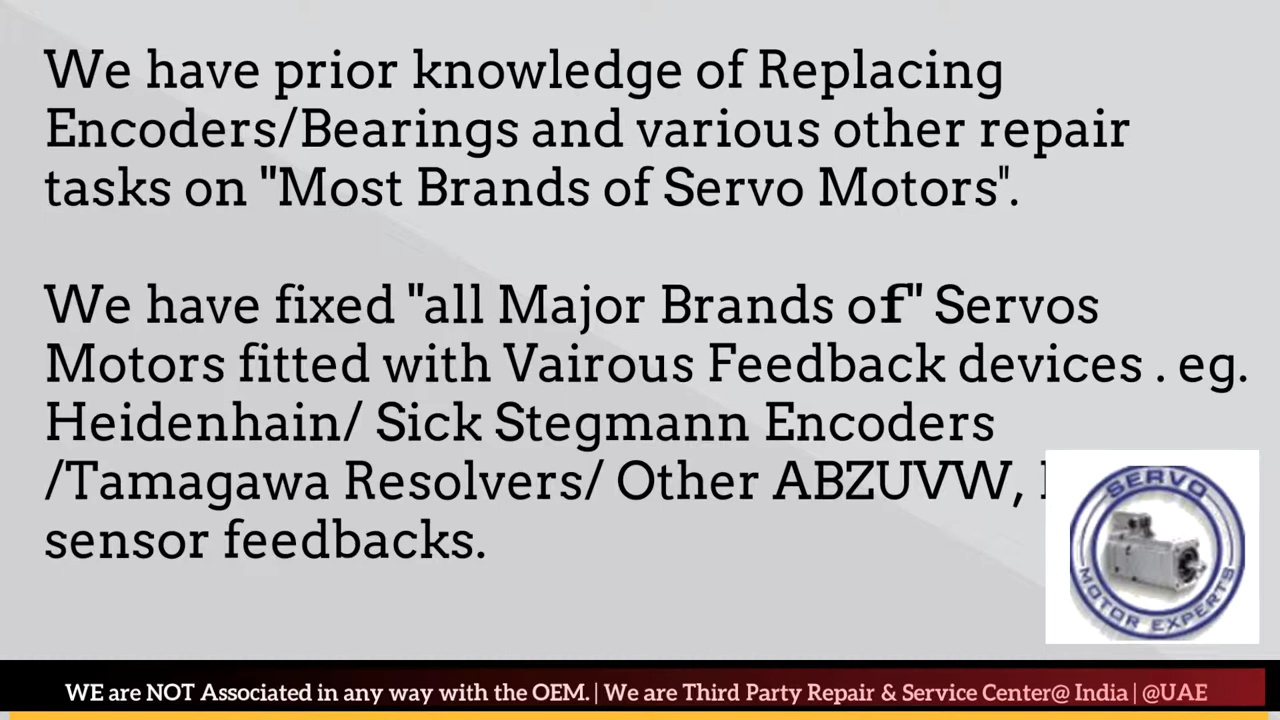 We have prior knowledge of Replacing
Encoders/Bearings and various other repair
tasks on "Most Brands of Servo Motors".
We have fixed "all Major Brands of" Servos
Motors fitted with Vairous Feedback devices . eg.
Heidenhain/ Sick Stegmann Encoders
/Tamagawa Resolvers/ Other ABZUVW,
sensor feedbacks.
SERVO
MOTOR EXPERTS
WE are NOT Associated in any way with the OEM. | We are Third Party Repair & Service Center@ India | @UAE